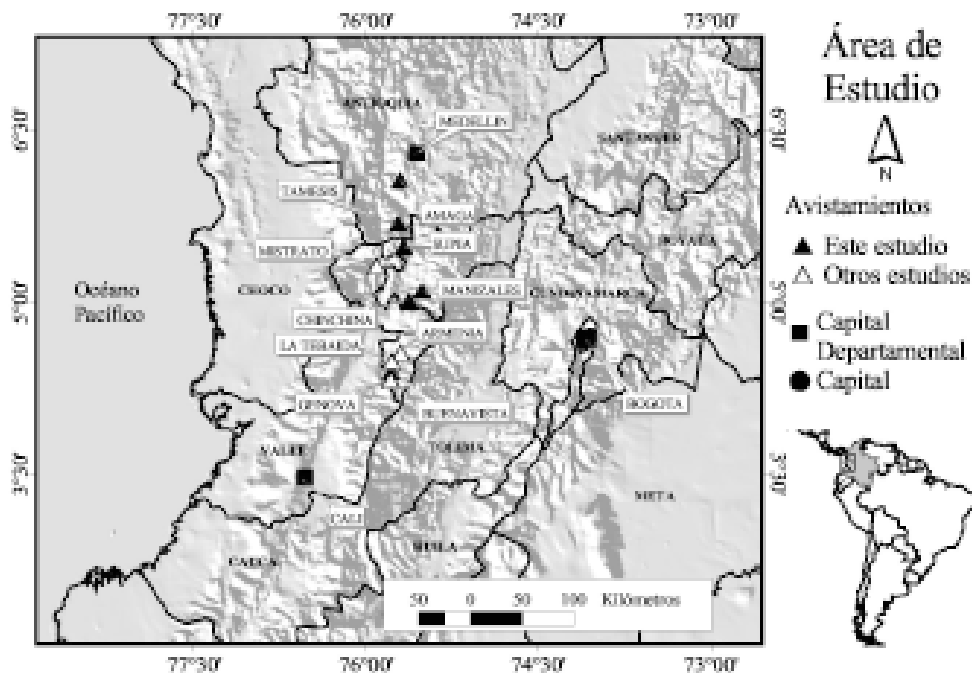 77°30'
76°00'
74°30'
73°00'
Área de
Estudio
N
Avistamientos
Este estudio
Otros estudios
Capital
Departamental
Capital
6°30'
6°30'
ANTIOQUIA
MEDELLIN
SANTANDER
TAMESIS
AMAGA
MISTRATO
SUPIA
BOYACA
Océano
Pacífico
CHOCO
MANIZALES
CUNDINAMARCA
5°00'
5°00'
CHINCHINA
ARMENIA
LA TEBAIDA
GENOVA
BUENAVISTA
BOGOTA
VALLE
TOLIMA
3°30'
3°30'
META
CALI
CAUCA
HUILA
50 0 50 100 Kilómetros
77°30'
76°00'
74°30'
73°00'